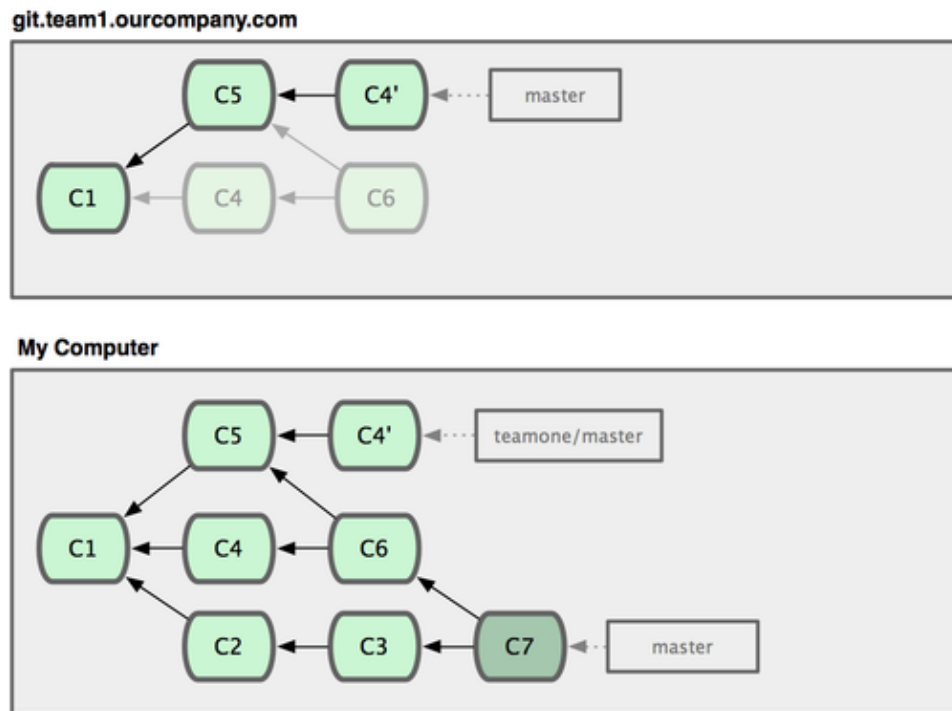 git.team1.ourcompany.com
C5 C4' master
C1 C4 C6
My Computer
C5 C4' teamone/master
C1 C4 C6
C2 C3 C7 master